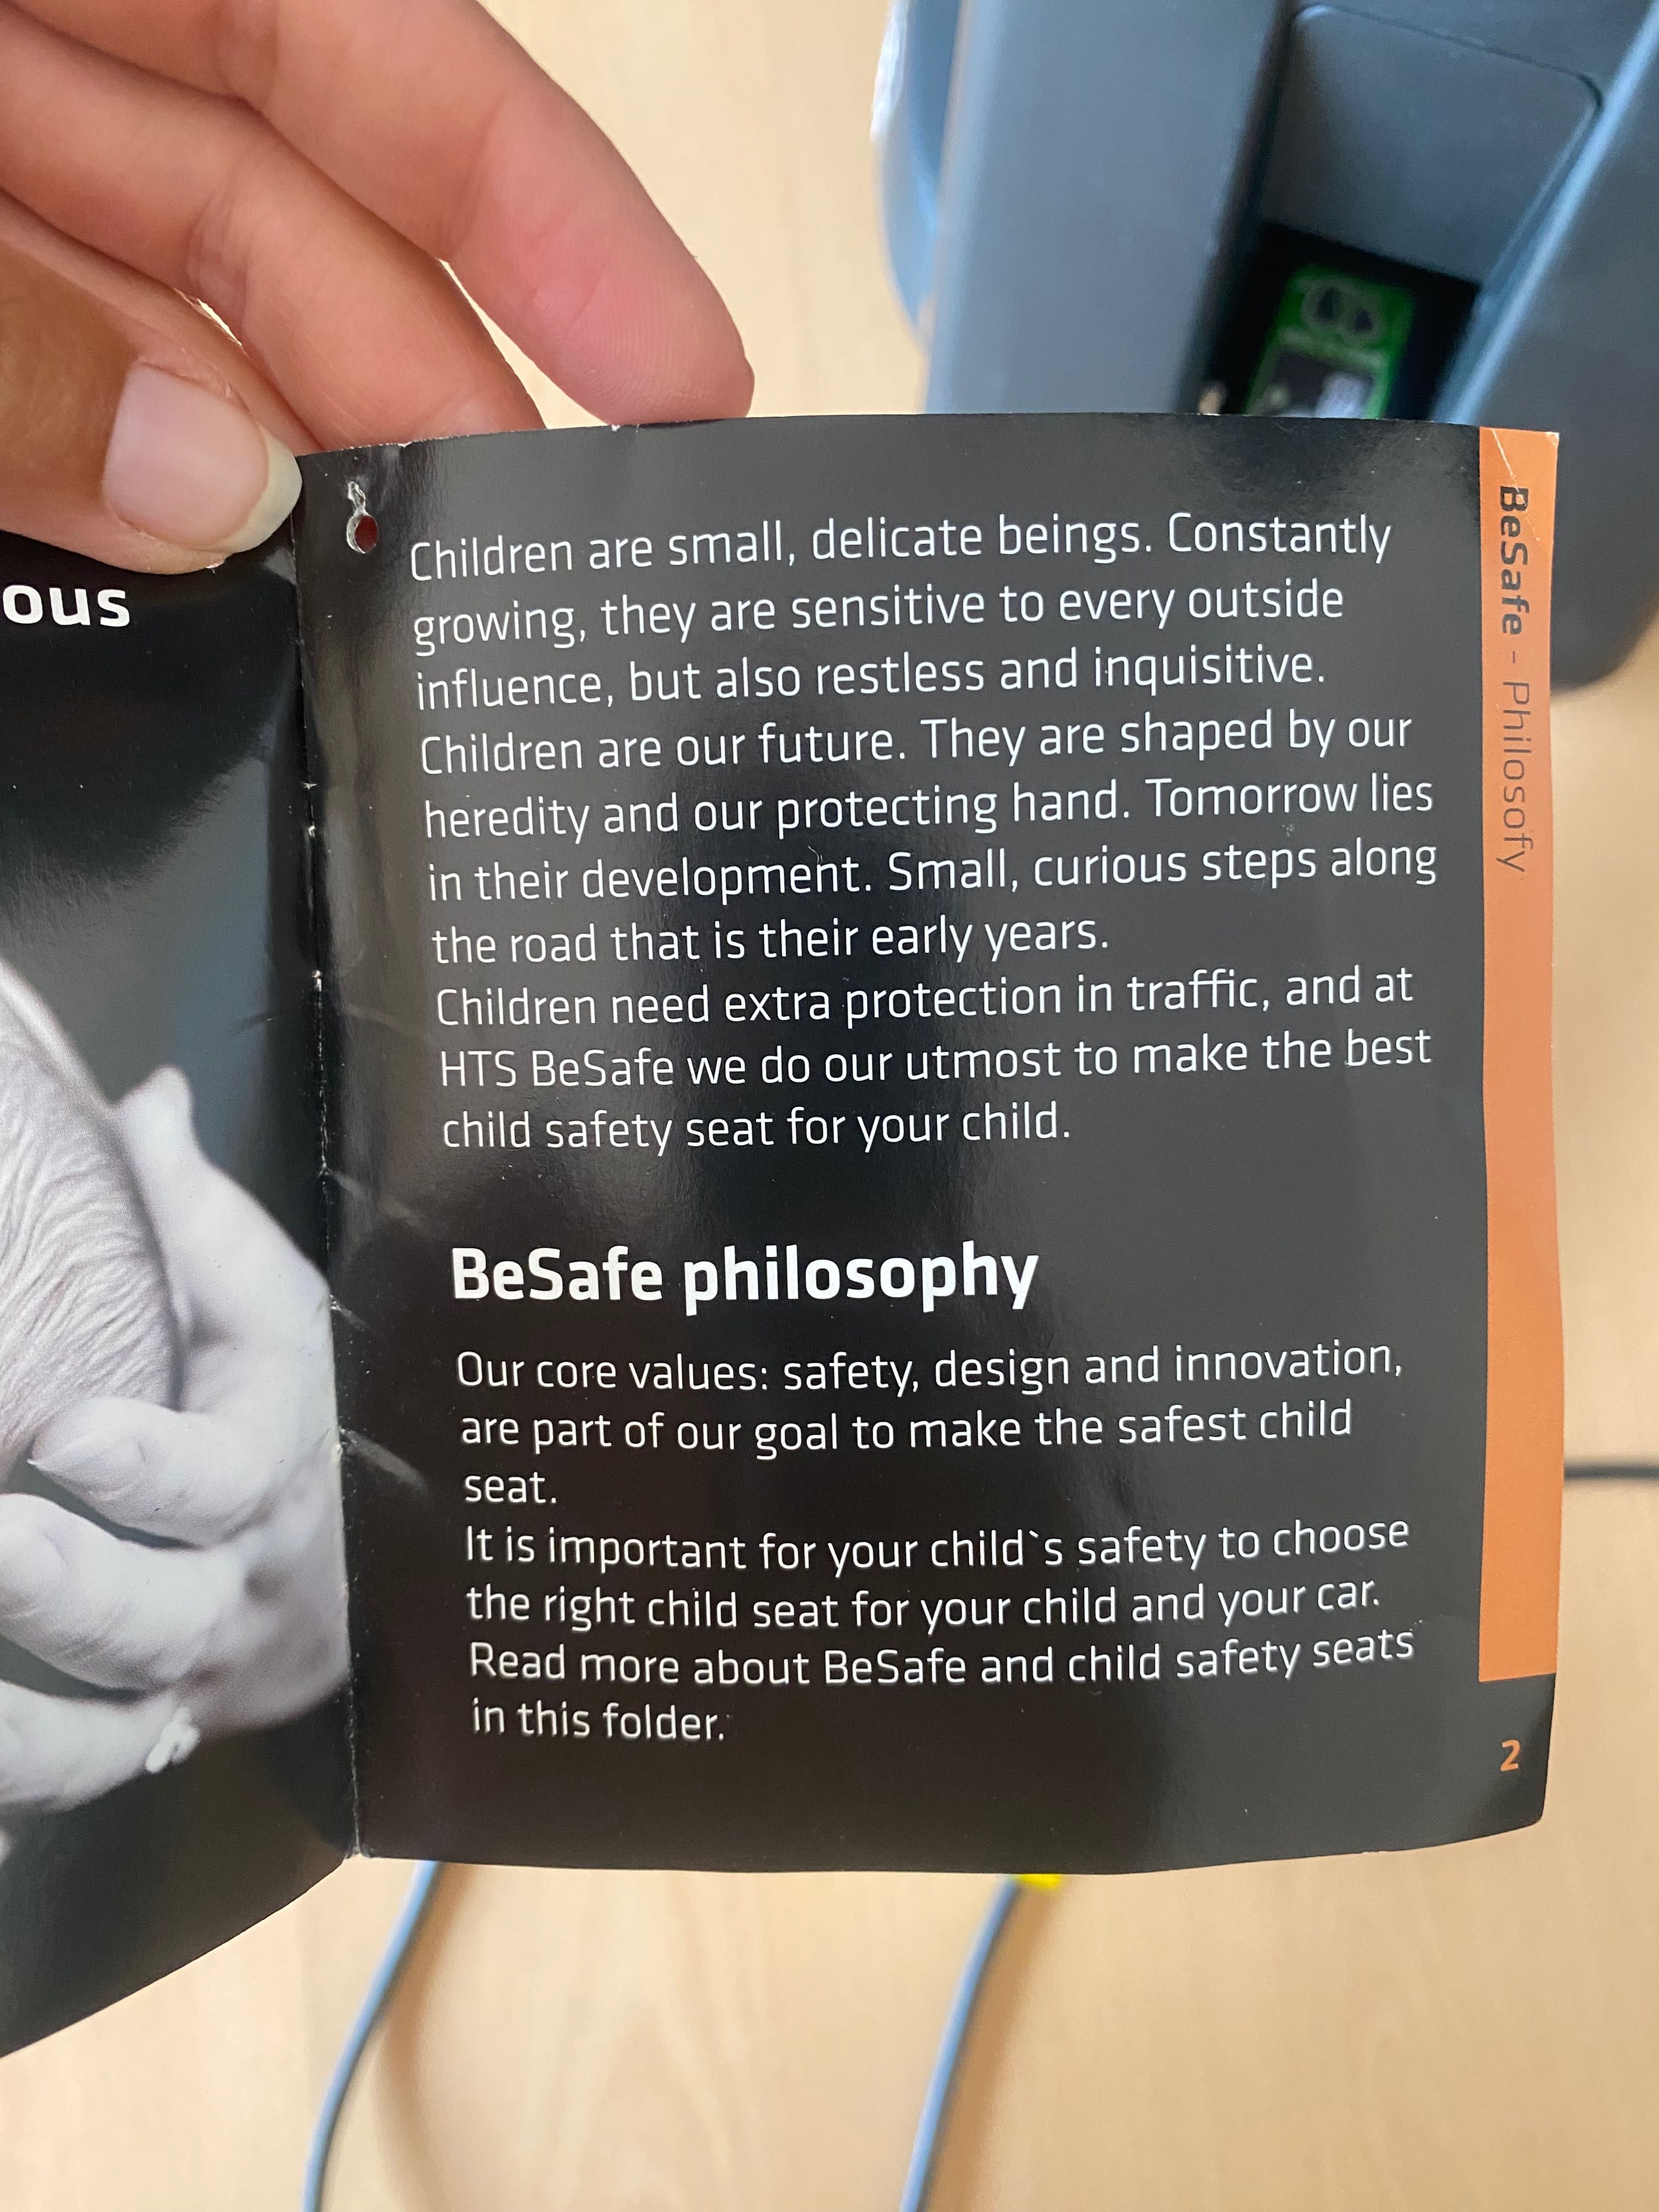 ous
Children are small, delicate beings. Constantly
growing, they are sensitive to every outside
influence, but also restless and inquisitive.
Children are our future. They are shaped by our
heredity and our protecting hand. Tomorrow lies
in their development. Small, curious steps along
the road that is their early years.
Children need extra protection in traffic, and at
HTS BeSafe we do our utmost to make the best
child safety seat for your child.
BeSafe philosophy
Our core values: safety, design and innovation,
are part of our goal to make the safest child
seat.
It is important for your child`s safety to choose
the right child seat for your child and your car.
Read more about BeSafe and child safety seats
in this folder.
BeSafe - Philosofy
2